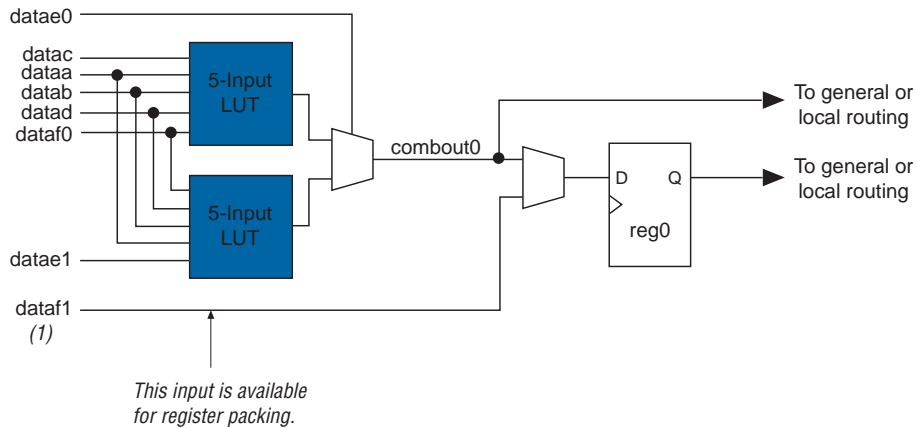 datae0
datac
dataa
datab
datad
dataf0
5-Input
LUT
combout0
To general or
local routing
D Q
reg0
To general or
local routing
5-Input
LUT
datae1
dataf1
(1)
This input is available
for register packing.